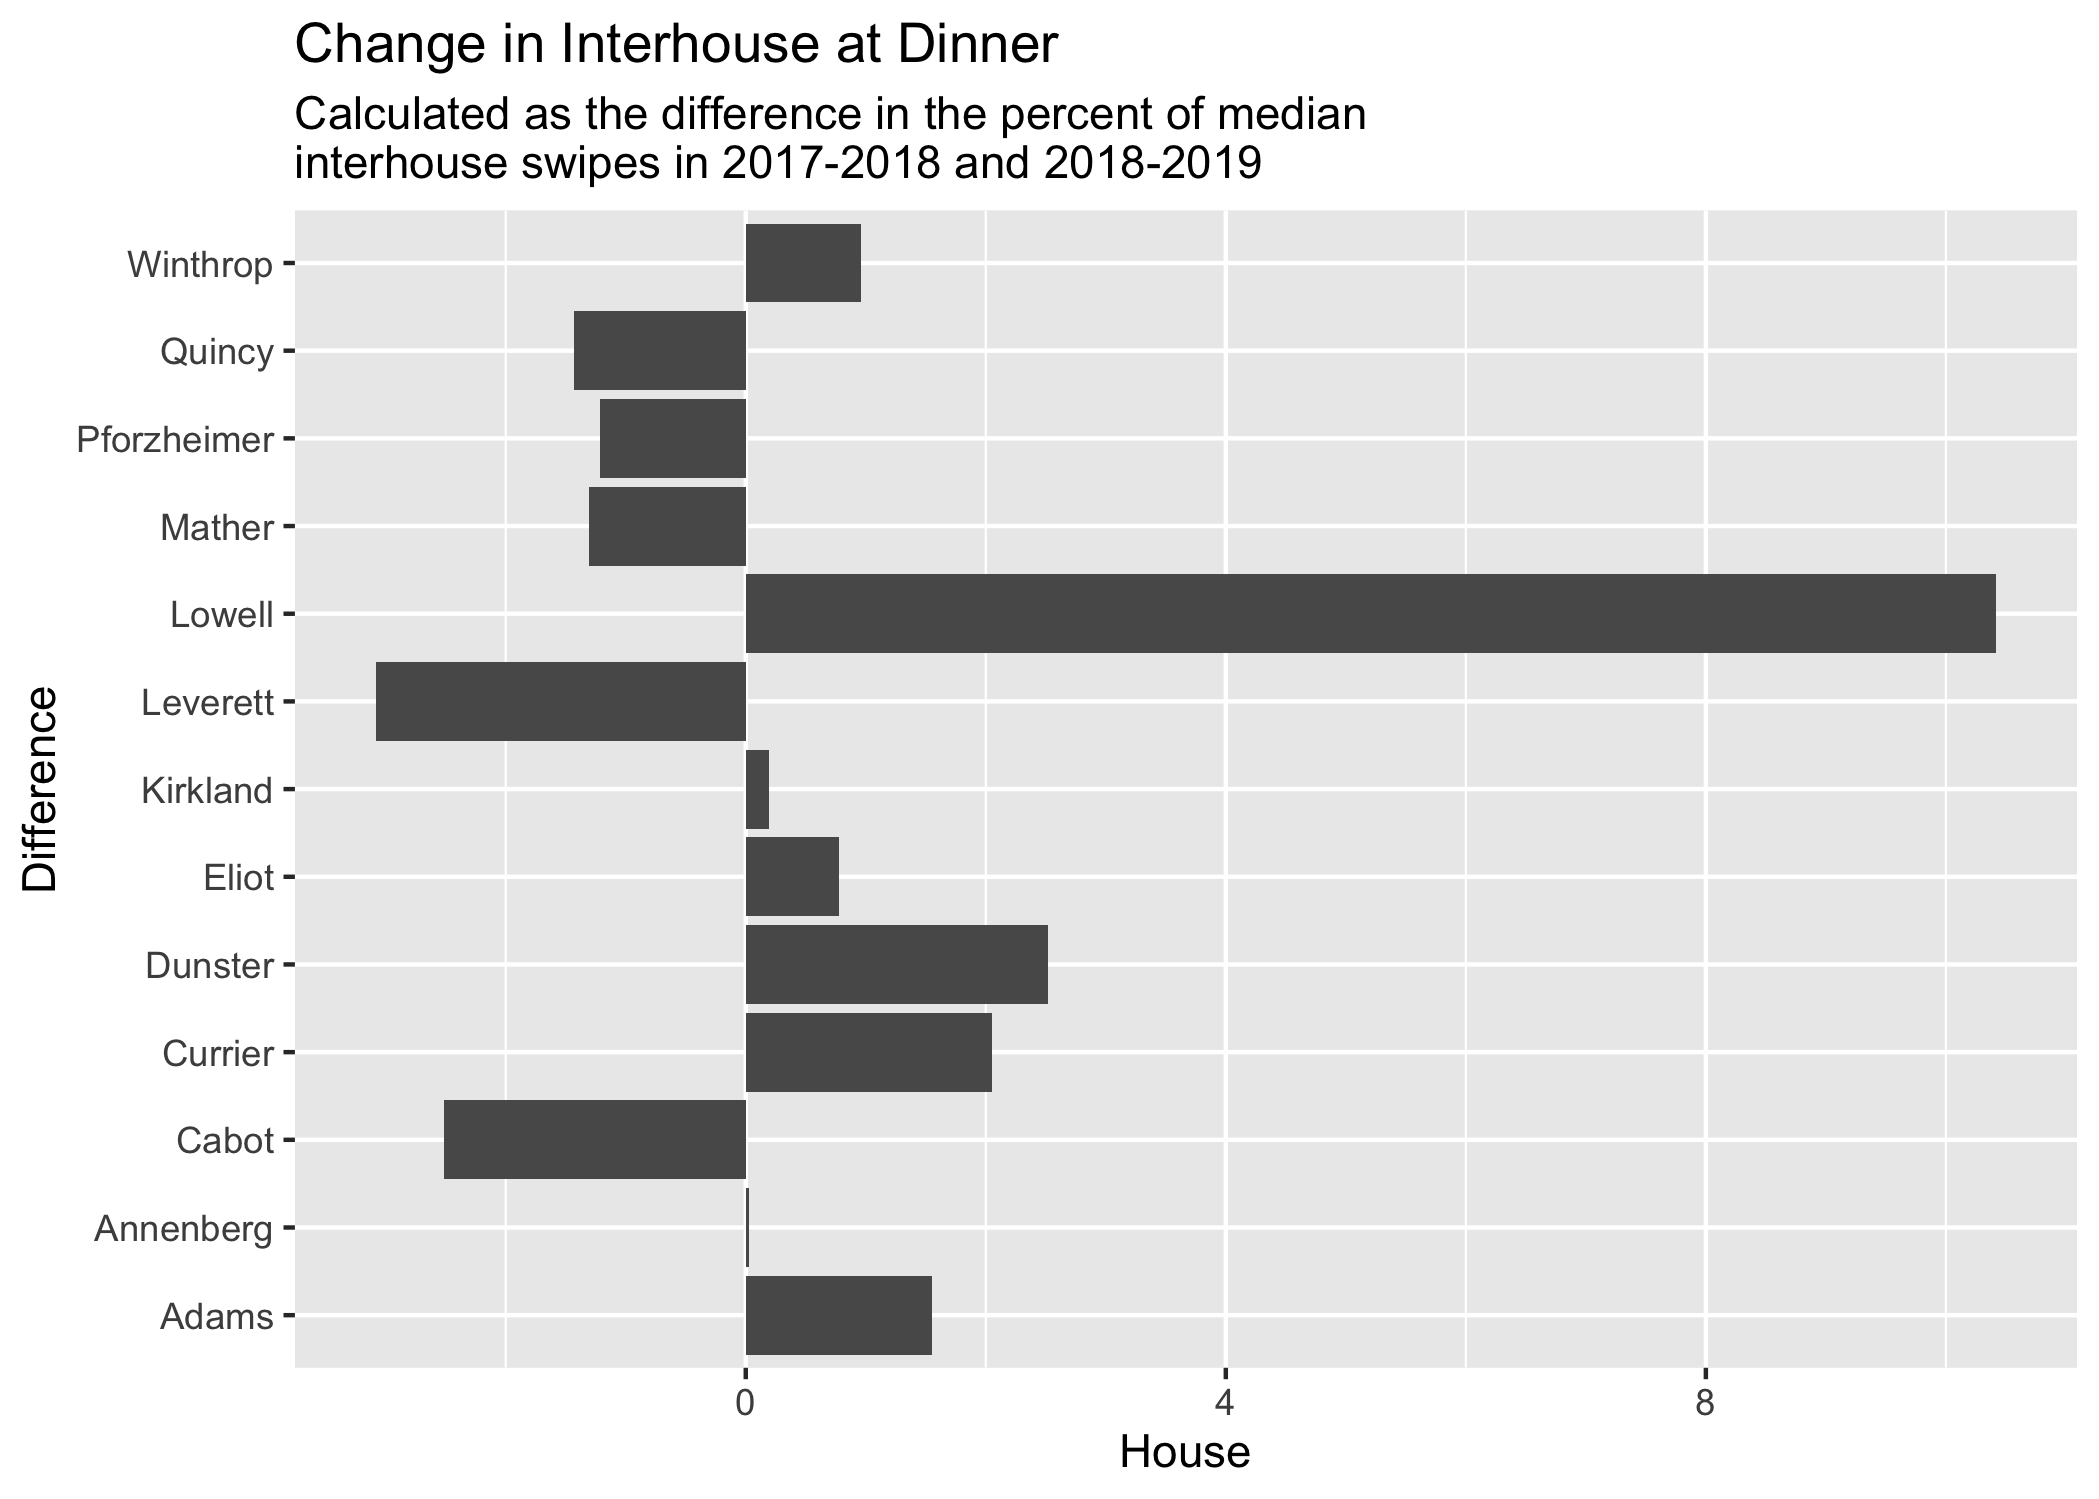 Change in Interhouse at Dinner
Calculated as the difference in the percent of median
interhouse swipes in 2017-2018 and 2018-2019
Winthrop
Quincy
Pforzheimer
Mather
Lowell
Leverett
Kirkland
Eliot
Dunster
Currier
Cabot
Annenberg
Adams
Difference
0 4 8
House